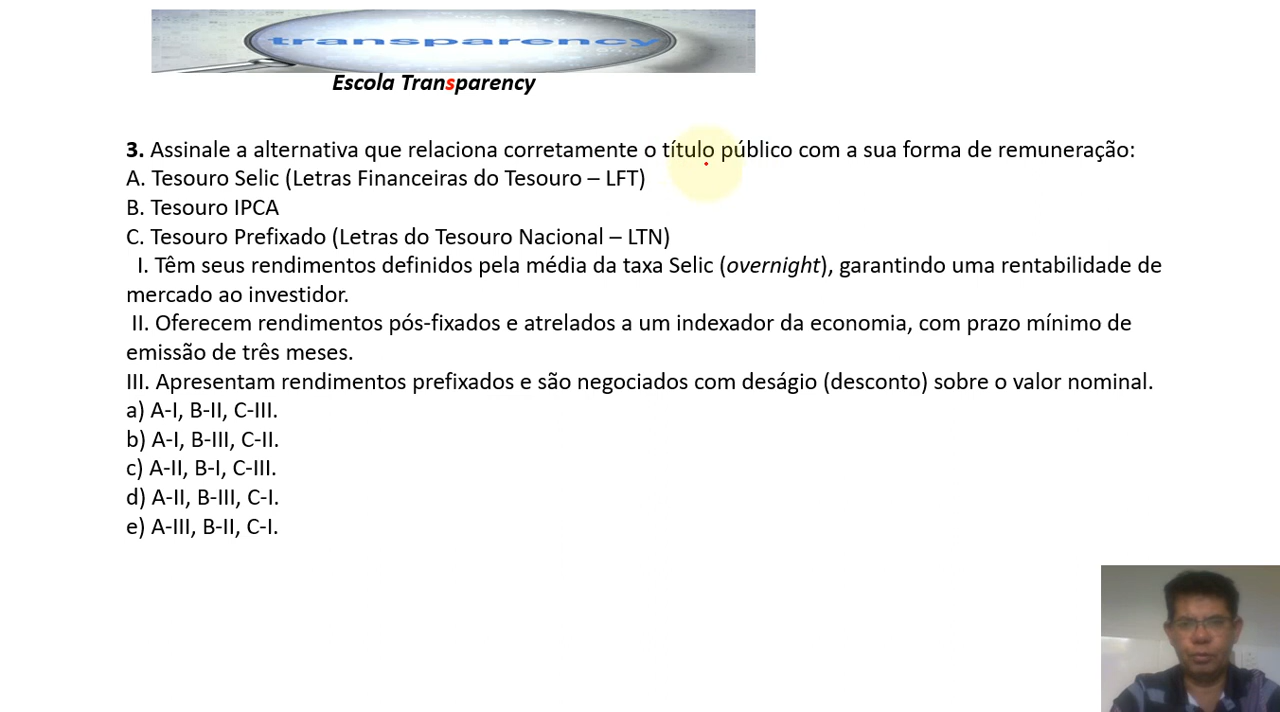 transparency
Escola Transparency
3. Assinale a alternativa que relaciona corretamente o título público com a sua forma de remuneração:
A. Tesouro Selic (Letras Financeiras do Tesouro – LFT)
B. Tesouro IPCA
C. Tesouro Prefixado (Letras do Tesouro Nacional – LTN)
I. Têm seus rendimentos definidos pela média da taxa Selic (overnight), garantindo uma rentabilidade de
mercado ao investidor.
II. Oferecem rendimentos pós-fixados e atrelados a um indexador da economia, com prazo mínimo de
emissão de três meses.
III. Apresentam rendimentos prefixados e são negociados com deságio (desconto) sobre o valor nominal.
a) A-I, B-II, C-III.
b) A-I, B-III, C-II.
c) A-II, B-I, C-III.
d) A-II, B-III, C-I.
e) A-III, B-II, C-I.